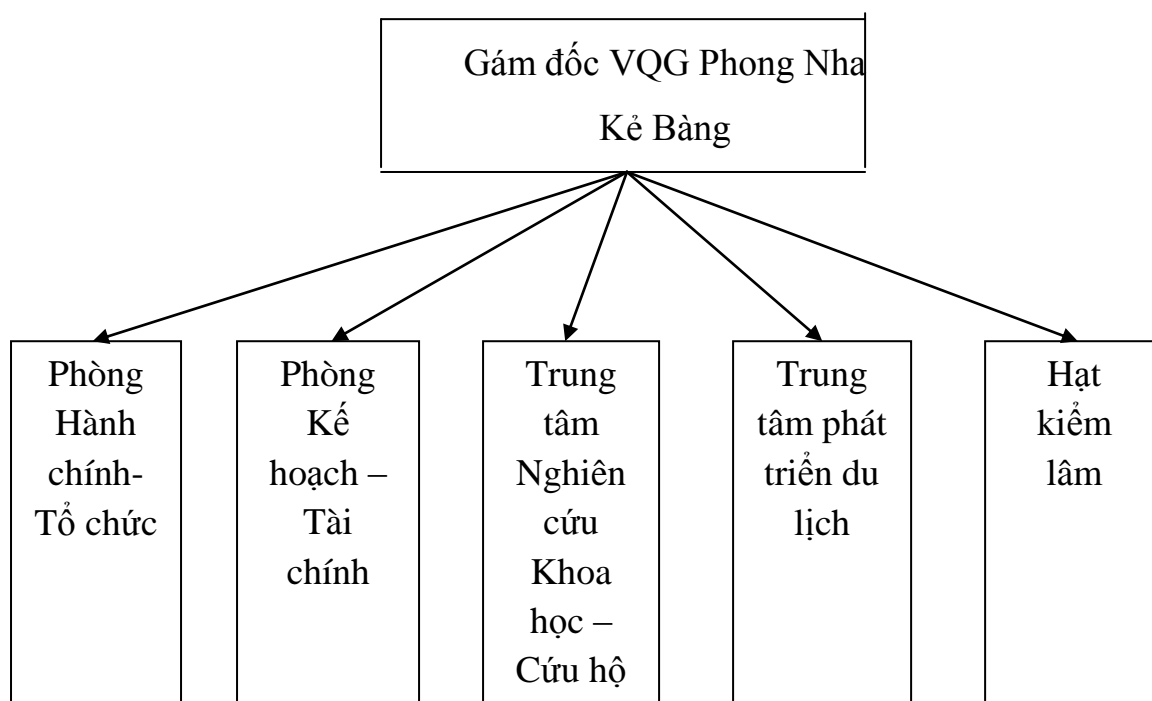 Gám đốc VQG Phong Nha
Kẻ Bàng
Phòng
Hành
chính-
Tổ chức
Phòng
Kế
hoạch –
Tài
chính
Trung
tâm
Nghiên
cứu
Khoa
học –
Cứu hộ
Trung
tâm phát
triển du
lịch
Hạt
kiểm
lâm